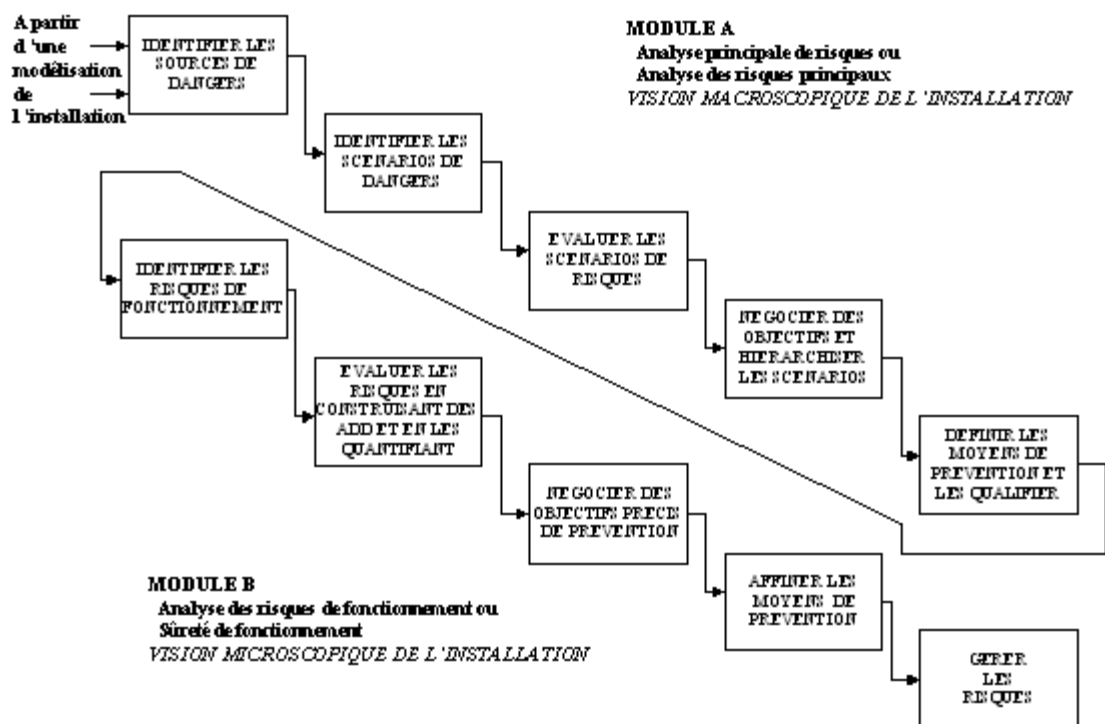 A partir
d 'une
modélisation
de
l 'installation
IDENTIFIER LES
SOURCES DE
DANGERS
MODULE A
Analyse principale de risques ou
Analyse des risques principaux
VISION MACROSCOPIQUE DE L 'INSTALLATION
IDENTIFIER LES
SCENARIOS DE
DANGERS
EVALUER LES
SCENARIOS DE
RISQUES
NEGOCIER DES
OBJECTIFS ET
HIERARCHISER
LES SCENARIOS
DEFINIR LES
MOYENS DE
PREVENTION ET
LES QUALIFIER
IDENTIFIER LES
RISQUES DE
FONCTIONNEMENT
EVALUER LES
RISQUES EN
CONSTRUISANT DES
ADD ET EN LES
QUANTIFIANT
NEGOCIER DES
OBJECTIFS PRECIS
DE PREVENTION
AFFINER LES
MOYENS DE
PREVENTION
GERER
LES
RISQUES
MODULE B
Analyse des risques de fonctionnement ou
Sûreté de fonctionnement
VISION MICROSCOPIQUE DE L 'INSTALLATION